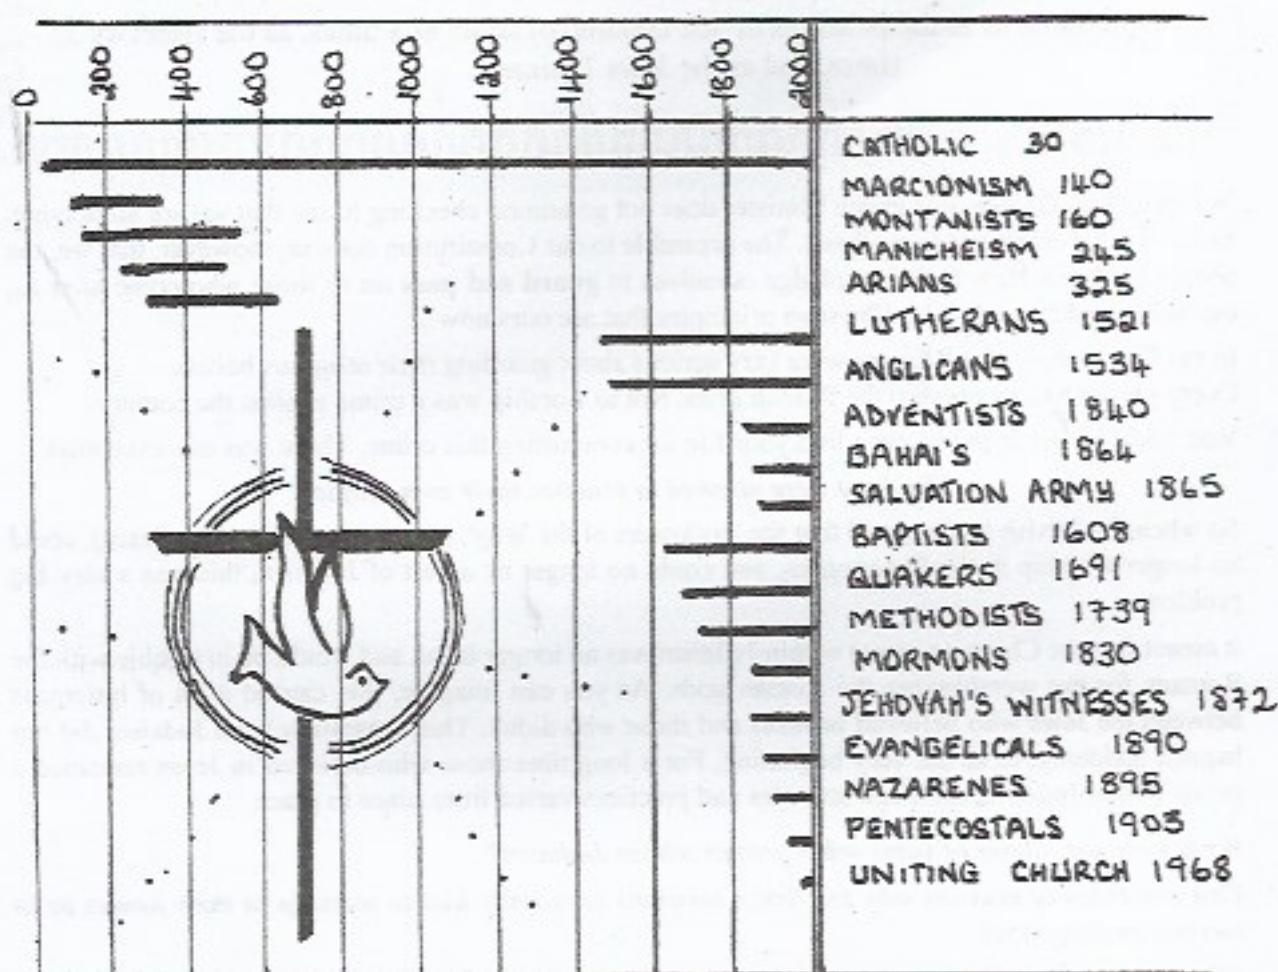 0 200 400 600 800 1000 1200 1400 1600 1800 2000
CATHOLIC 30
MARCIONISM 140
MONTANISTS 160
MANICHEISM 245
ARIANS 325
LUTHERANS 1521
ANGLICANS 1534
ADVENTISTS 1840
BAHAI'S 1864
SALVATION ARMY 1865
BAPTISTS 1608
QUAKERS 1691
METHODISTS 1739
MORMONS 1830
JEHOVAH'S WITNESSES 1872
EVANGELICALS 1890
NAZARENES 1895
PENTECOSTALS 1903
UNITING CHURCH 1968